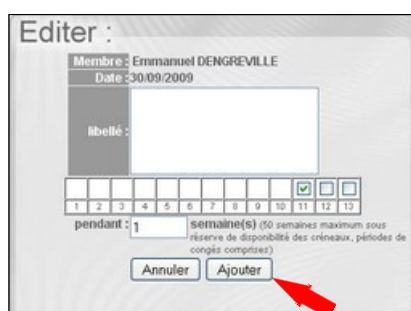 Editer :
Membre : Emmanuel DENGREVILLE
Date : 30/09/2009
libellé :
1 2 3 4 5 6 7 8 9 10 11 12 13
pendant : 1 semaine(s) (50 semaines maximum sous
réserve de disponibilité des créneaux, périodes de
congés comprises)
Annuler Ajouter